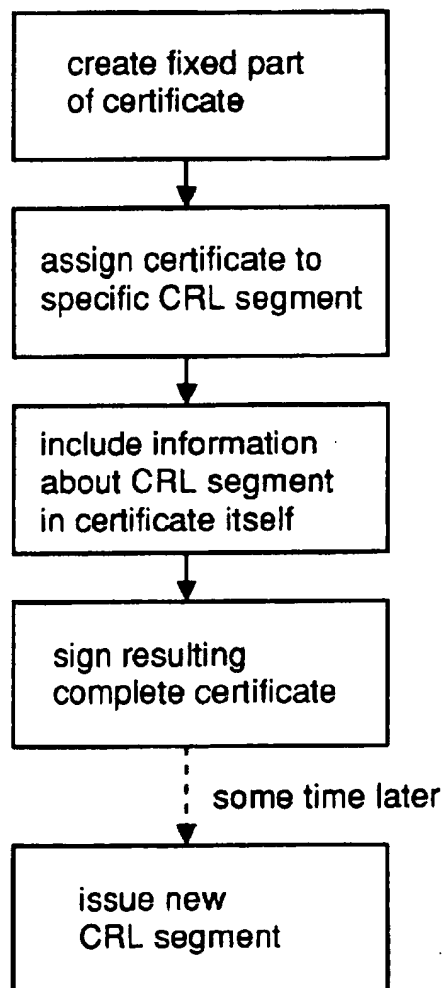 create fixed part
of certificate
assign certificate to
specific CRL segment
include information
about CRL segment
in certificate itself
sign resulting
complete certificate
some time later
issue new
CRL segment